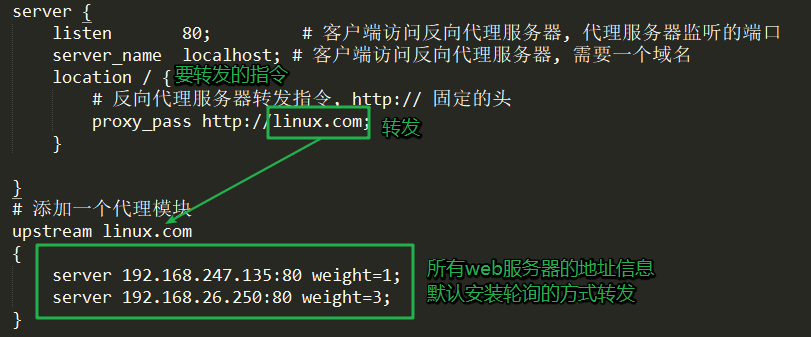 server {
listen 80; # 客户端访问反向代理服务器, 代理服务器监听的端口
server_name localhost; # 客户端访问反向代理服务器, 需要一个域名
location / { 要转发的指令
# 反向代理服务器转发指令, http:// 固定的头
proxy_pass http://linux.com; 转发
}
}
# 添加一个代理模块
upstream linux.com
{
server 192.168.247.135:80 weight=1; 所有web服务器的地址信息
server 192.168.26.250:80 weight=3; 默认安装轮询的方式转发
}